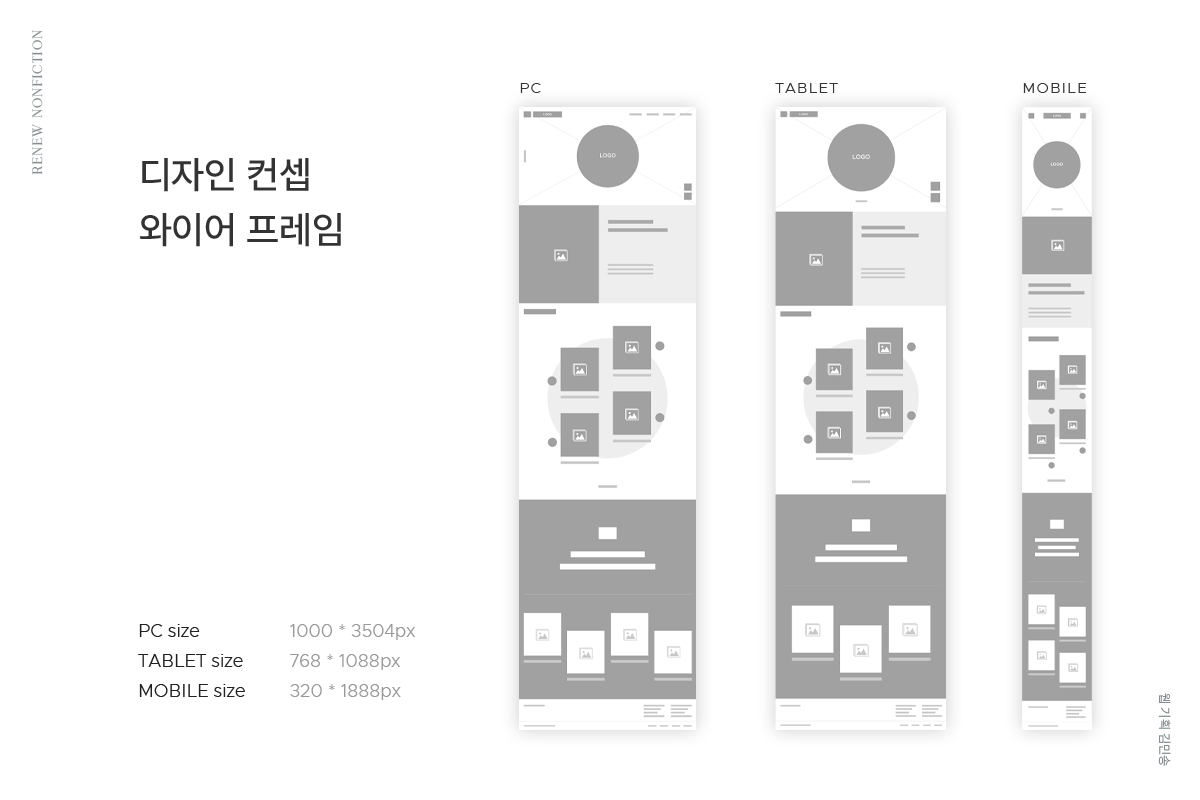 RENEW NONFICTION
디자인 컨셉
와이어 프레임
PC size 1000 * 3504px
TABLET size 768 * 1088px
MOBILE size 320 * 1888px
PC
LOGO
LOGO
TABLET
LOGO
LOGO
MOBILE
LOGO
LOGO
웹 기획 김민송